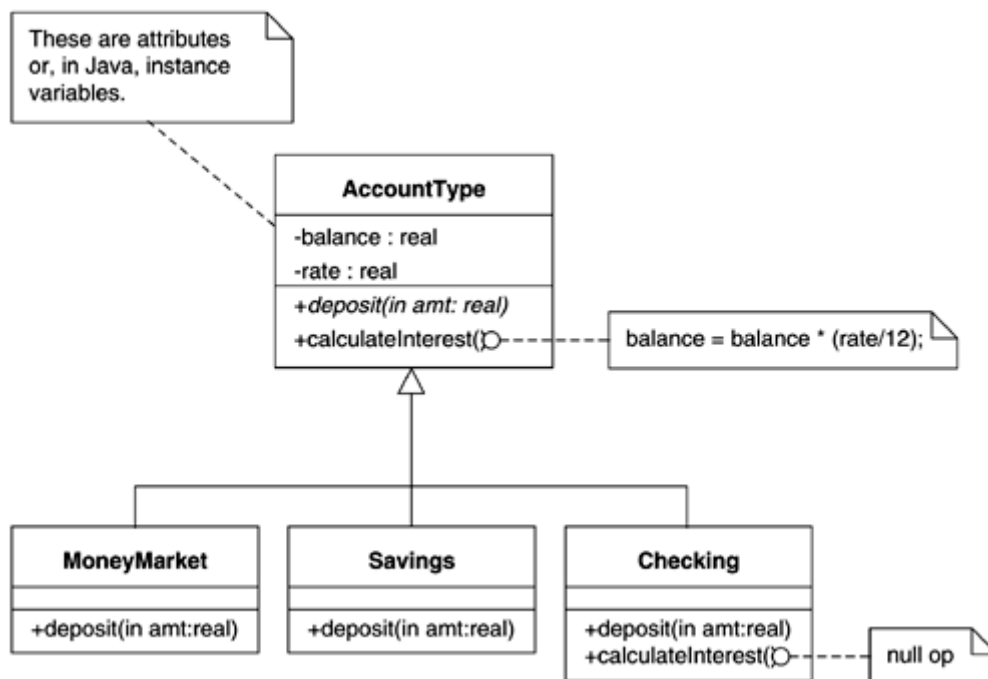 These are attributes
or, in Java, instance
variables.
AccountType
-balance : real
-rate : real
+deposit(in amt: real)
+calculateInterest()
balance = balance * (rate/12);
MoneyMarket
+deposit(in amt:real)
Savings
+deposit(in amt:real)
Checking
+deposit(in amt:real)
+calculateInterest()
null op